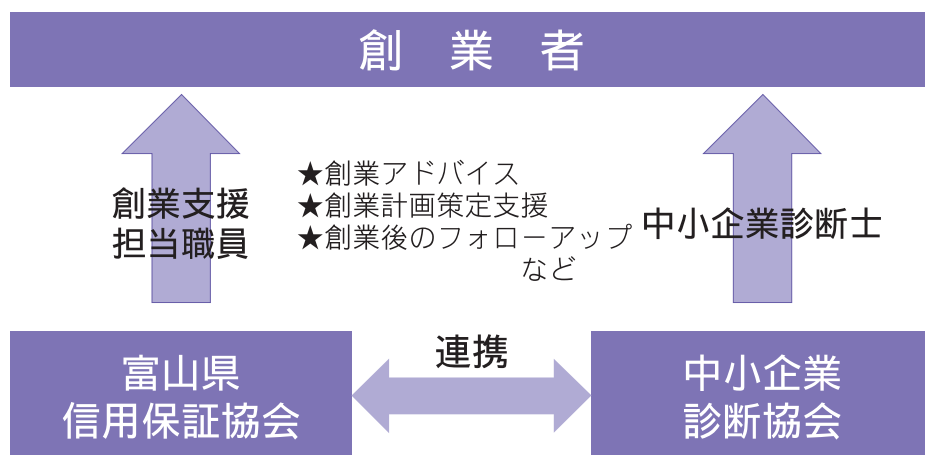 創　業　者
創業支援
担当職員
★創業アドバイス
★創業計画策定支援
★創業後のフォローアップ
など
中小企業診断士
連携
富山県
信用保証協会
中小企業
診断協会